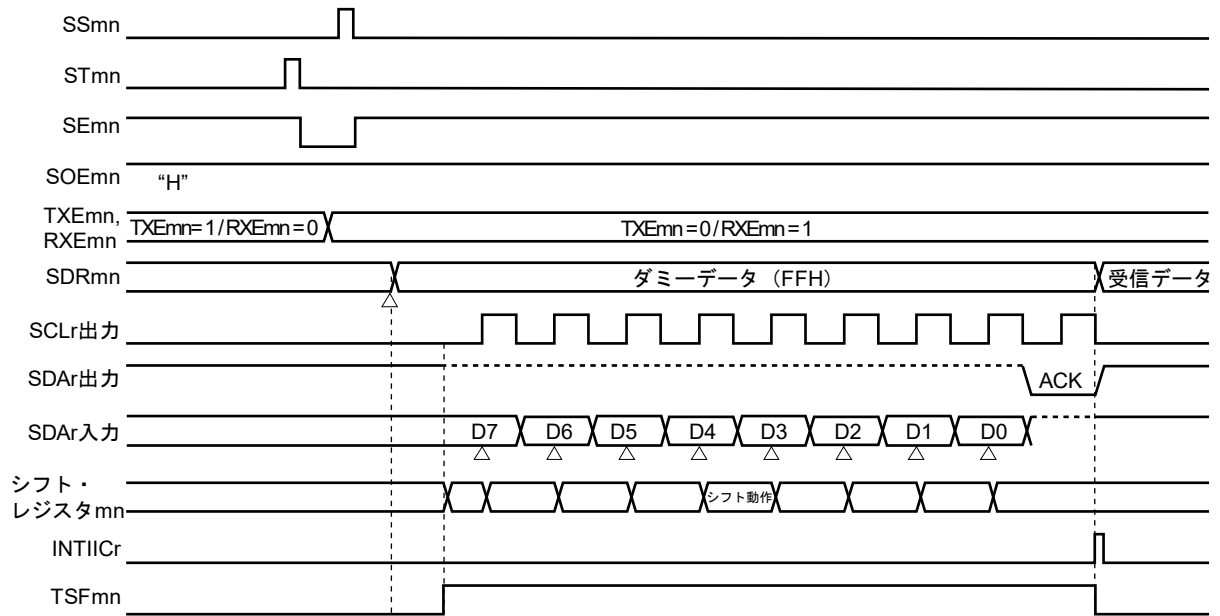 SSmn
STmn
SEmn
SOEmn “H”
TXEmn,
RXEmn TXEmn=1/RXEmn=0 TXEmn=0/RXEmn=1
SDRmn ダミーデータ（FFH） 受信データ
SCLr出力
SDAr出力 ACK
SDAr入力 D7 D6 D5 D4 D3 D2 D1 D0
シフト・
レジスタmn シフト動作
INTIICr
TSFmn